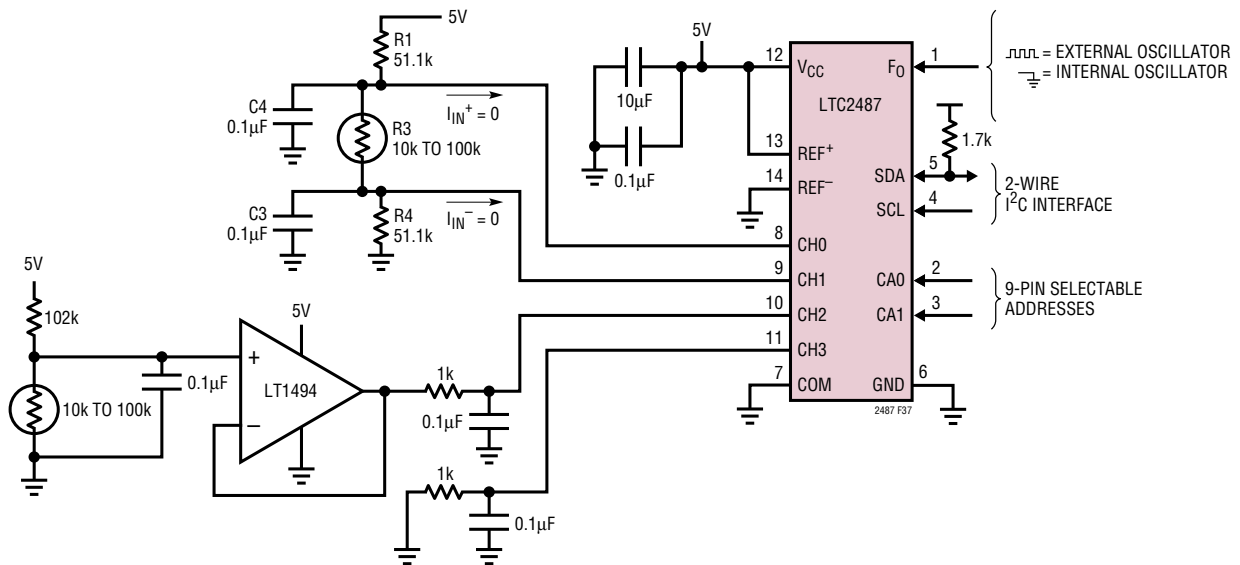 5V
R1
51.1k
C4
0.1µF
I_IN⁺ = 0
R3
10k TO 100k
C3
0.1µF
I_IN⁻ = 0
R4
51.1k
5V
10µF
0.1µF
12
V_CC
F_O
1
LTC2487
13
REF⁺
14
REF⁻
SDA
5
SCL
4
8
CH0
9
CH1
CA0
2
10
CH2
CA1
3
11
CH3
7
COM
GND
6
2487 F37
= EXTERNAL OSCILLATOR
= INTERNAL OSCILLATOR
1.7k
2-WIRE
I²C INTERFACE
9-PIN SELECTABLE
ADDRESSES
5V
102k
0.1µF
10k TO 100k
5V
+
LT1494
−
1k
0.1µF
1k
0.1µF